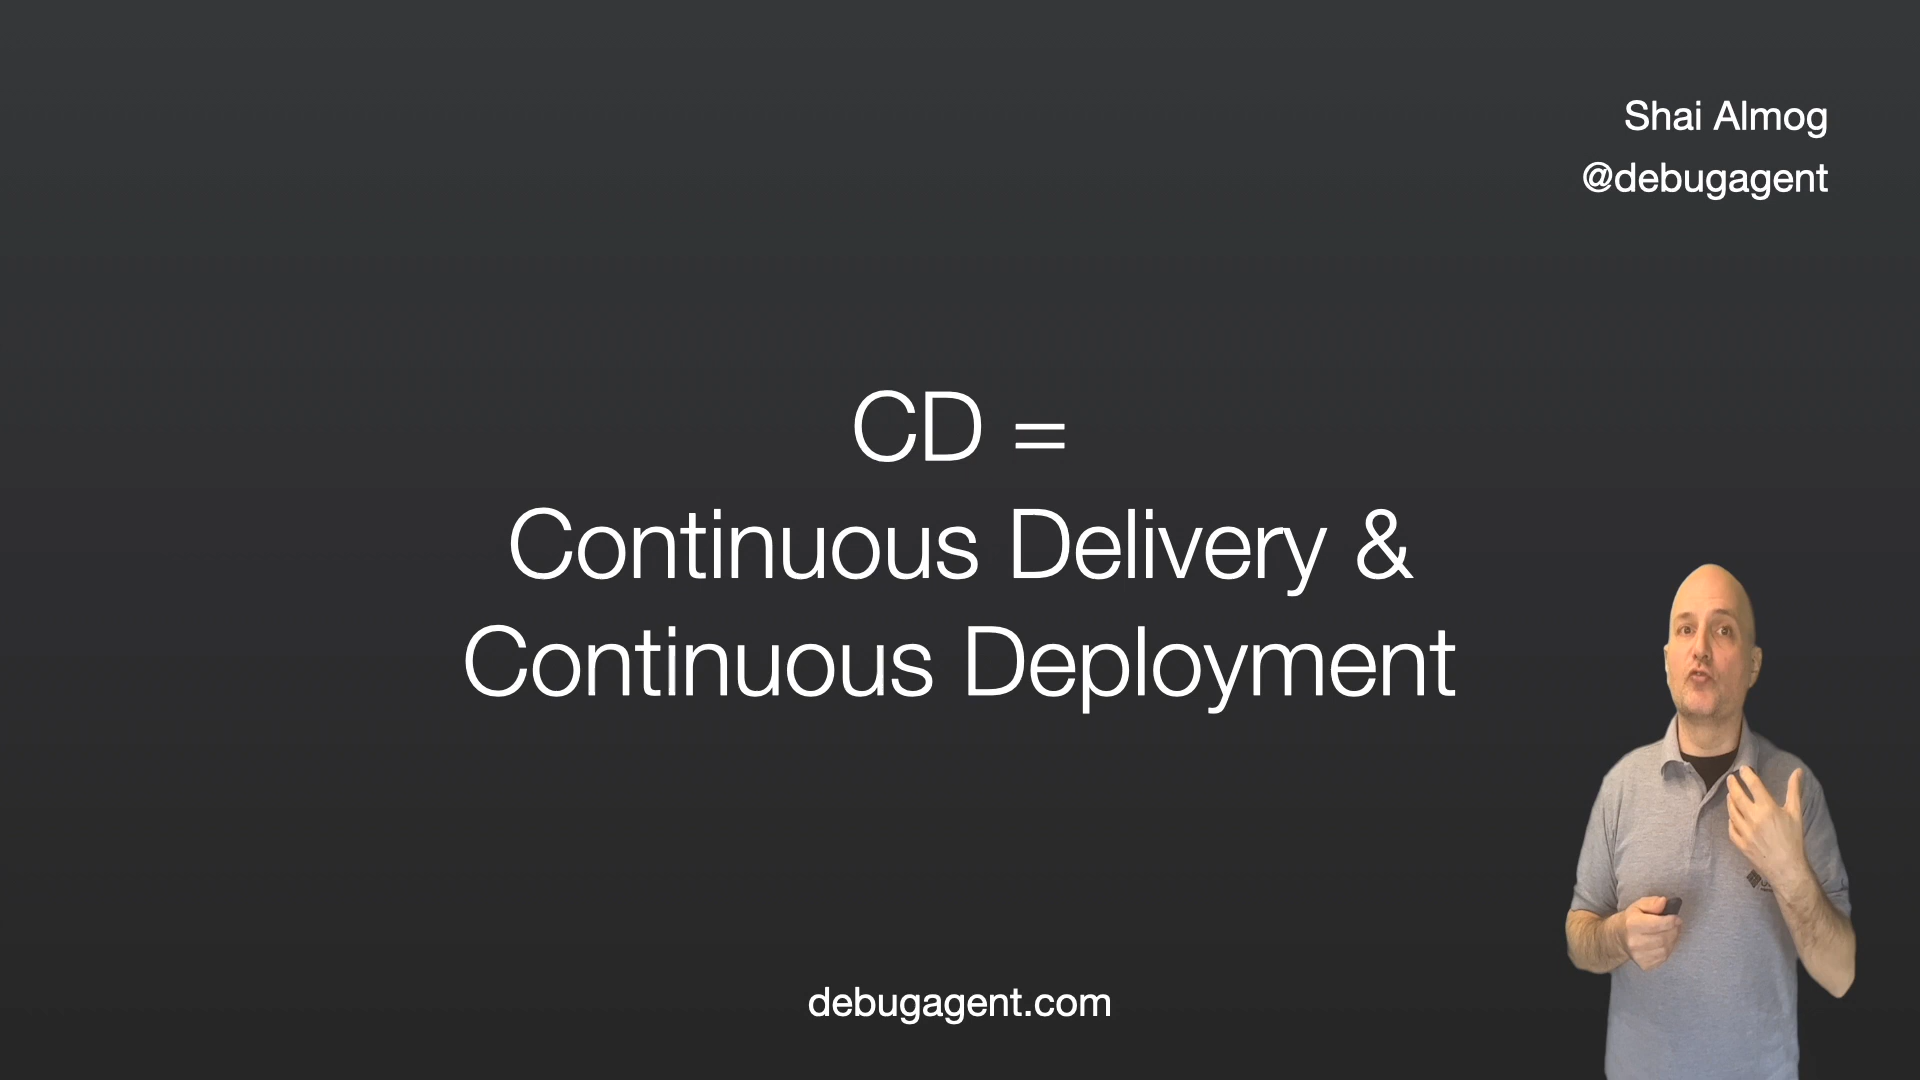 Shai Almog
@debugagent
CD =
Continuous Delivery &
Continuous Deployment
debugagent.com